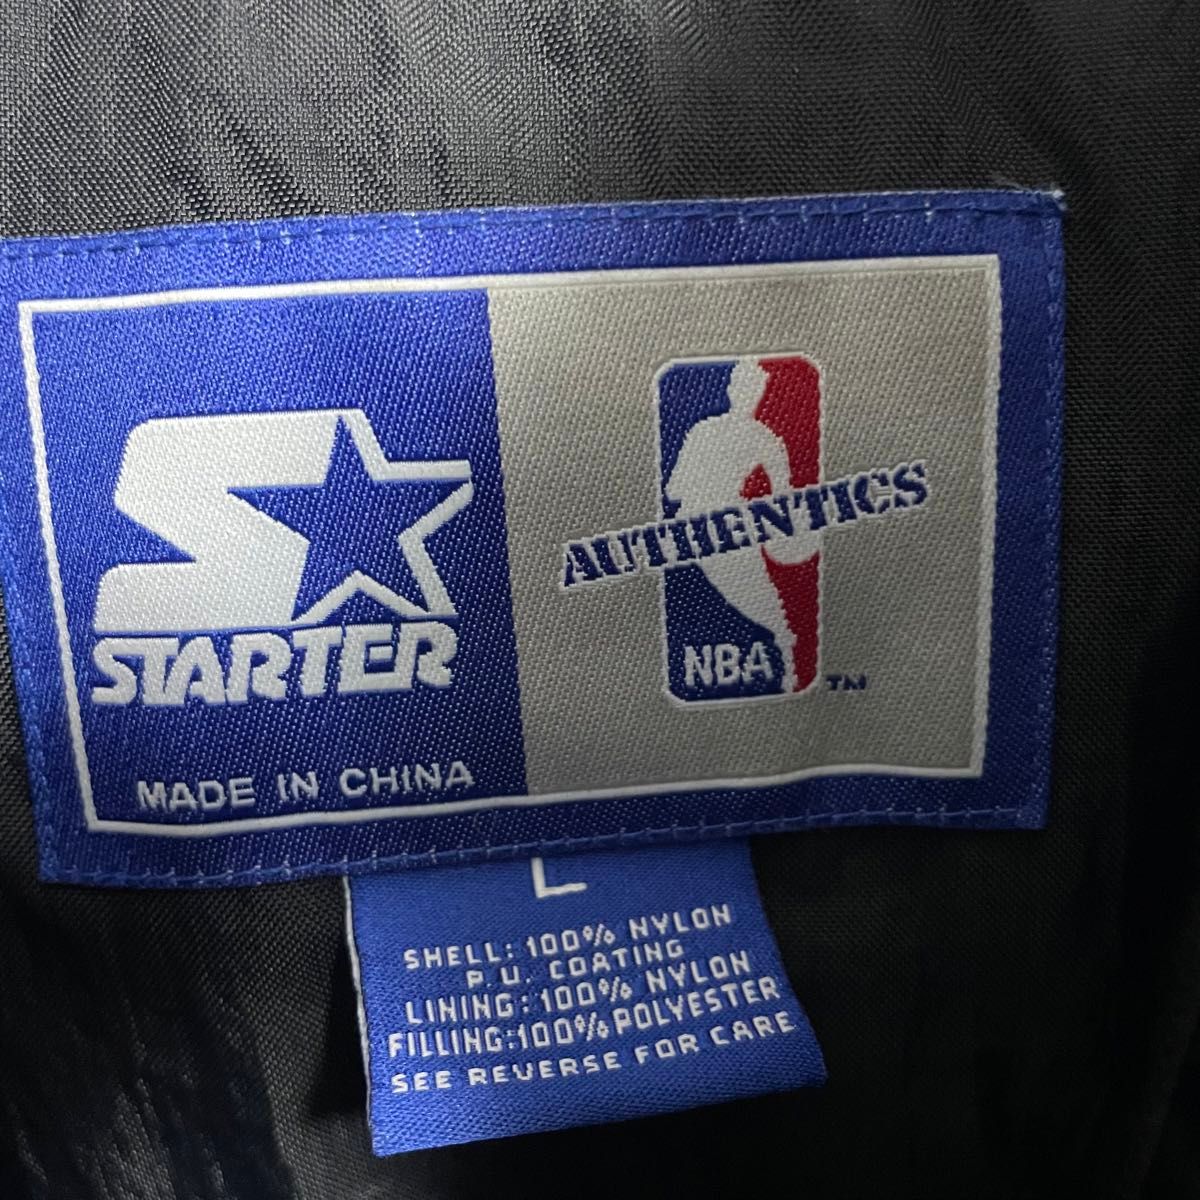 STARTER
MADE IN CHINA
AUTHENTICS
NBA
TM
L
SHELL: 100% NYLON
P.U. COATING
LINING: 100% NYLON
FILLING: 100% POLYESTER
SEE REVERSE FOR CARE